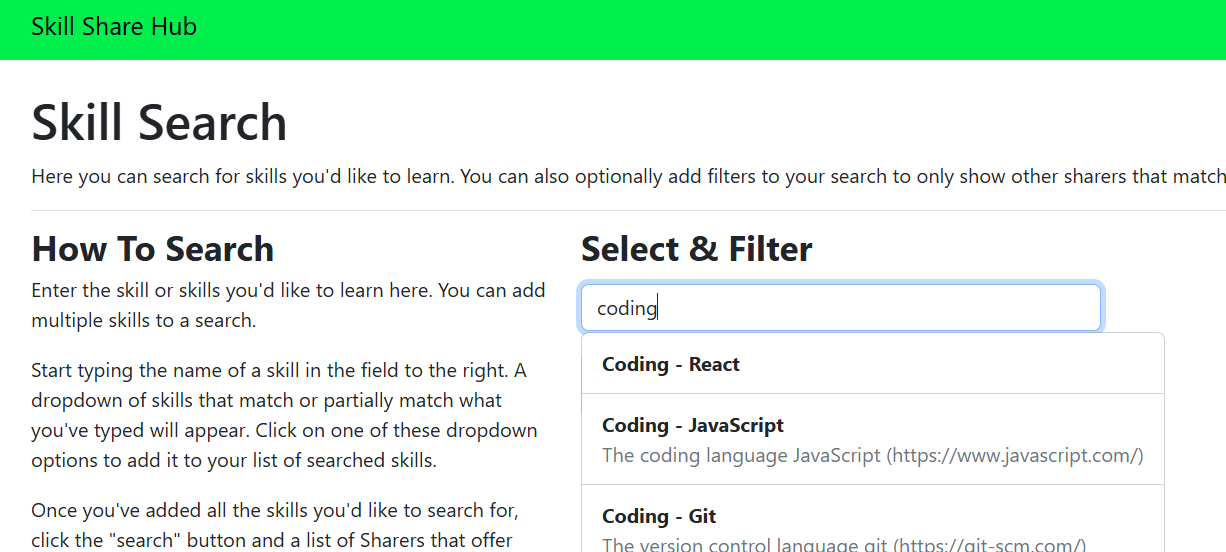 Skill Share Hub
Skill Search
Here you can search for skills you'd like to learn. You can also optionally add filters to your search to only show other sharers that match
How To Search
Enter the skill or skills you'd like to learn here. You can add
multiple skills to a search.
Start typing the name of a skill in the field to the right. A
dropdown of skills that match or partially match what
you've typed will appear. Click on one of these dropdown
options to add it to your list of searched skills.
Once you've added all the skills you'd like to search for,
click the "search" button and a list of Sharers that offer
Select & Filter
coding
Coding - React
Coding - JavaScript
The coding language JavaScript (https://www.javascript.com/)
Coding - Git
The version control language git (https://git-scm.com/)